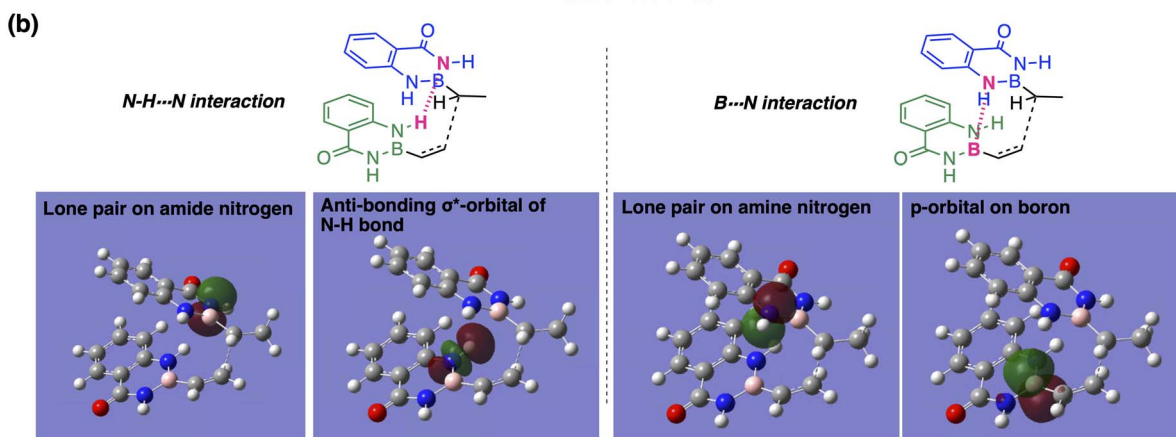 (b)
N-H···N interaction
O
N-H
N
B
H
H
H
N
B
O
N
H
B···N interaction
O
NH
N
B
H
H
H
N
B
O
N
H
Lone pair on amide nitrogen
Anti-bonding σ*-orbital of
N-H bond
Lone pair on amine nitrogen
p-orbital on boron